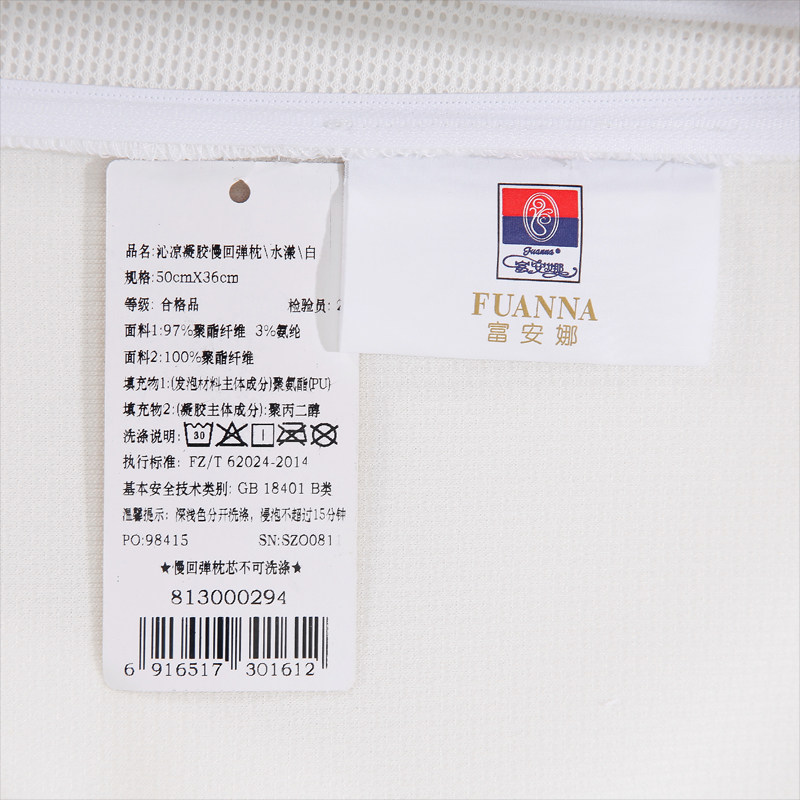 品名:沁凉凝胶慢回弹枕\水漾\白
规格:50cmX36cm
等级: 合格品 检验员: 2
面料1:97%聚酯纤维 3%氨纶
面料2:100%聚酯纤维
填充物1:(发泡材料主体成分)聚氨酯(PU)
填充物2:(凝胶主体成分):聚丙二醇
洗涤说明: 30
执行标准: FZ/T 62024-2014
基本安全技术类别: GB 18401 B类
温馨提示: 深浅色分开洗涤, 浸泡不超过15分钟
PO:98415 SN:SZO081
★慢回弹枕芯不可洗涤★
813000294
6 916517 301612
Fuanna®
富安娜
FUANNA
富安娜